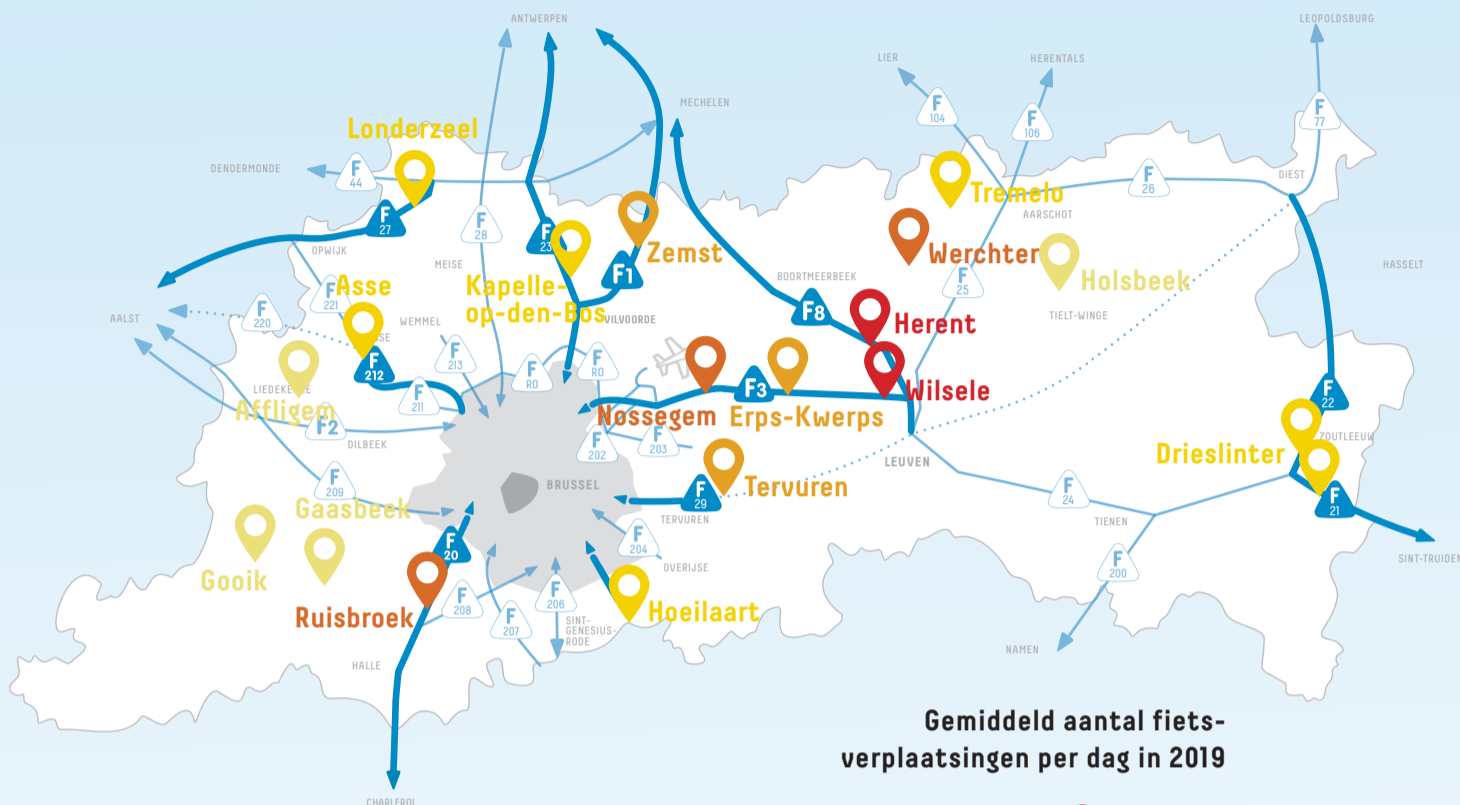 ANTWERPEN
LEOPOLDSBURG
LIER
HERENTALS
MECHELEN
F
104
F
106
F
77
Londerzeel
DENDERMONDE
F
44
F
26
DIEST
Tremelo
AARSCHOT
F
27
F
28
F
23
Zemst
Werchter
Holsbeek
OPWIJK
MEISE
F1
BOORTMEERBEEK
F
25
HASSELT
F
221
Asse
Kapelle-
op-den-Bos
VILVOORDE
F8
Herent
TIELT-WINGE
AALST
F
220
WEMMEL
SE
F
213
F
R0
F
R0
F
212
F3
Wilsele
LIEDEKE
LE
F
211
F
22
Affligem
F2
DILBEEK
Nossegem
Erps-Kwerps
F
202
F
203
ZOUTLEEUW
Drieslinter
LEUVEN
F
209
BRUSSEL
Tervuren
F
29
F
24
F
21
Gaasbeek
TERVUREN
TIENEN
F
20
F
204
SINT-TRUIDEN
OVERIJSE
F
200
Gooik
F
208
F
206
Ruisbroek
F
207
SINT-
GENESIUS-
RODE
Hoeilaart
NAMEN
HALLE
Gemiddeld aantal fiets-
verplaatsingen per dag in 2019
CHARLEROI